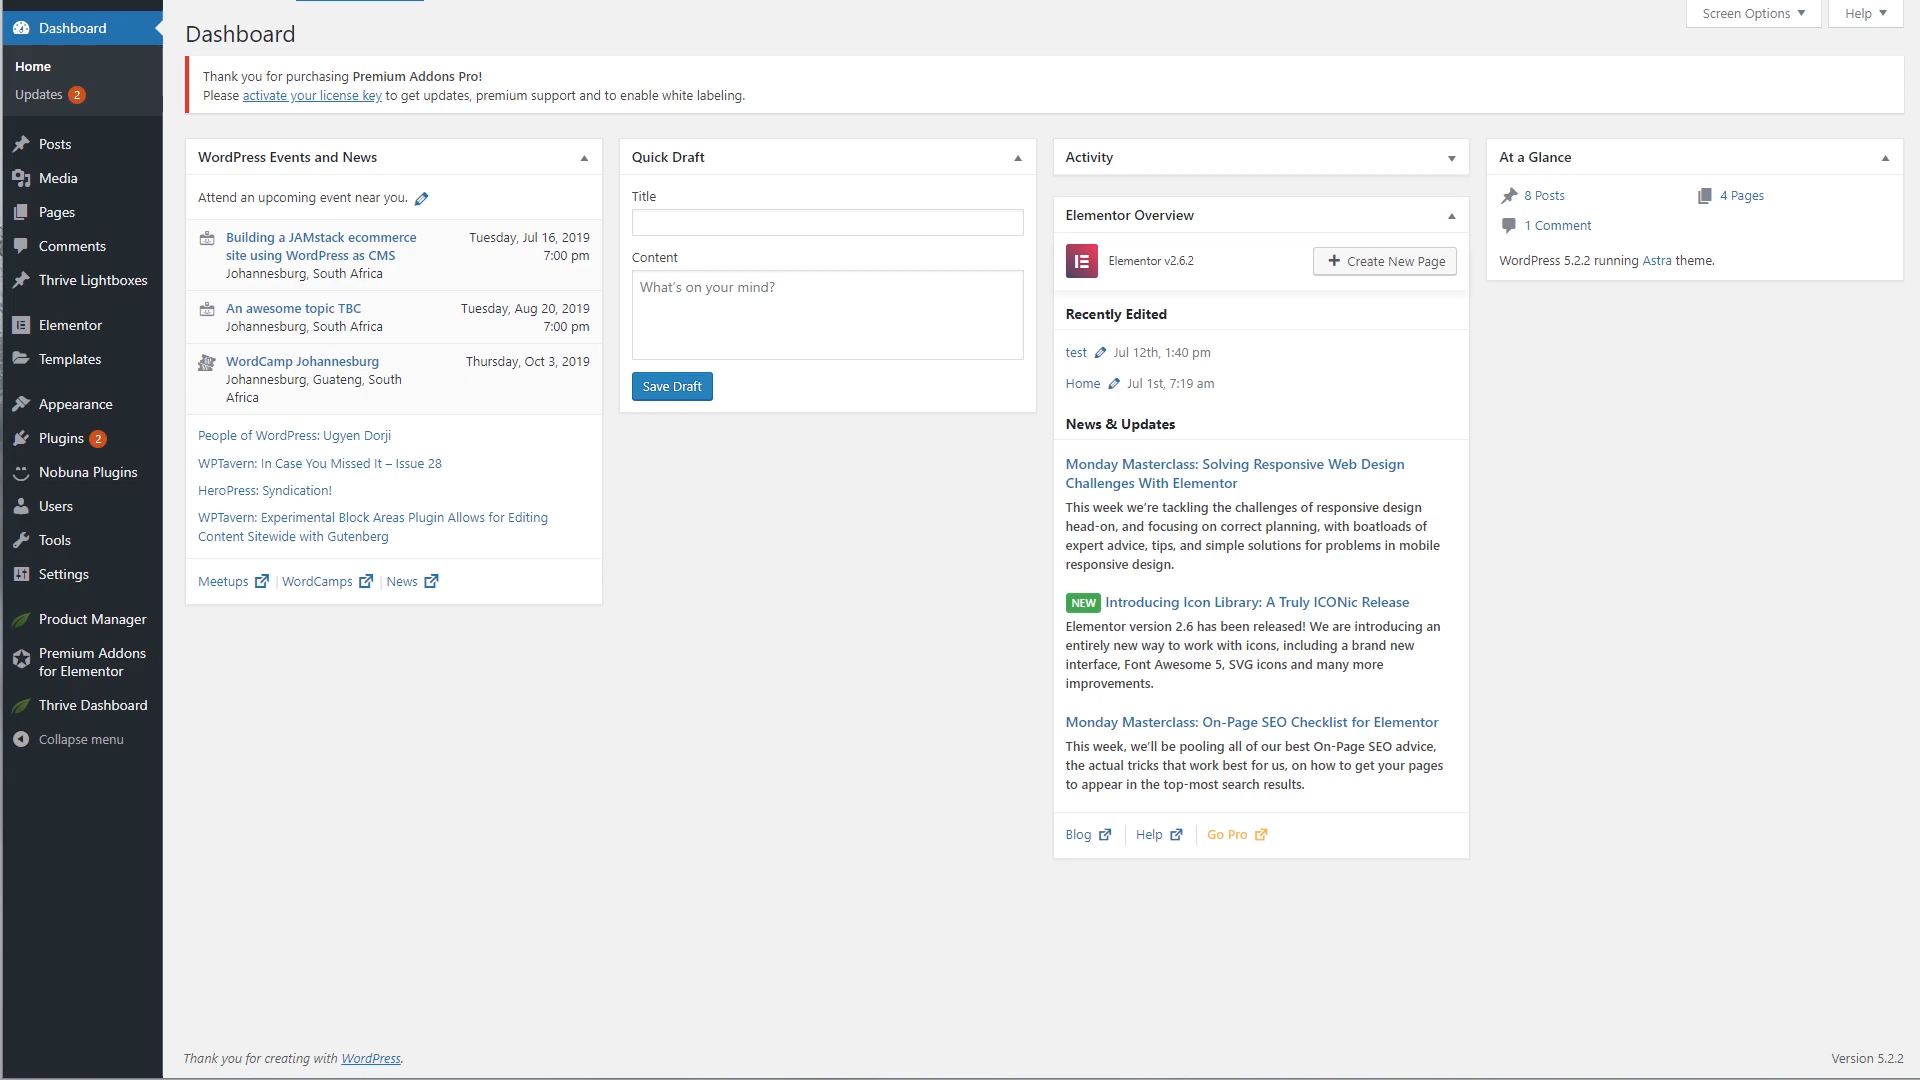 Dashboard
Home
Updates 2
Posts
Media
Pages
Comments
Thrive Lightboxes
Elementor
Templates
Appearance
Plugins 2
Nobuna Plugins
Users
Tools
Settings
Product Manager
Premium Addons
for Elementor
Thrive Dashboard
Collapse menu
Screen Options
Help
Dashboard
Thank you for purchasing Premium Addons Pro!
Please activate your license key to get updates, premium support and to enable white labeling.
WordPress Events and News
Attend an upcoming event near you.
Building a JAMstack ecommerce Tuesday, Jul 16, 2019
site using WordPress as CMS 7:00 pm
Johannesburg, South Africa
An awesome topic TBC Tuesday, Aug 20, 2019
Johannesburg, South Africa 7:00 pm
WordCamp Johannesburg Thursday, Oct 3, 2019
Johannesburg, Guateng, South
Africa
People of WordPress: Ugyen Dorji
WPTavern: In Case You Missed It – Issue 28
HeroPress: Syndication!
WPTavern: Experimental Block Areas Plugin Allows for Editing
Content Sitewide with Gutenberg
Meetups | WordCamps | News
Quick Draft
Title
Content
What's on your mind?
Save Draft
Activity
Elementor Overview
Elementor v2.6.2
Create New Page
Recently Edited
test Jul 12th, 1:40 pm
Home Jul 1st, 7:19 am
News & Updates
Monday Masterclass: Solving Responsive Web Design
Challenges With Elementor
This week we're tackling the challenges of responsive design
head-on, and focusing on correct planning, with boatloads of
expert advice, tips, and simple solutions for problems in mobile
responsive design.
NEW Introducing Icon Library: A Truly ICONic Release
Elementor version 2.6 has been released! We are introducing an
entirely new way to work with icons, including a brand new
interface, Font Awesome 5, SVG icons and many more
improvements.
Monday Masterclass: On-Page SEO Checklist for Elementor
This week, we'll be pooling all of our best On-Page SEO advice,
the actual tricks that work best for us, on how to get your pages
to appear in the top-most search results.
Blog
Help
Go Pro
At a Glance
8 Posts
4 Pages
1 Comment
WordPress 5.2.2 running Astra theme.
Thank you for creating with WordPress.
Version 5.2.2